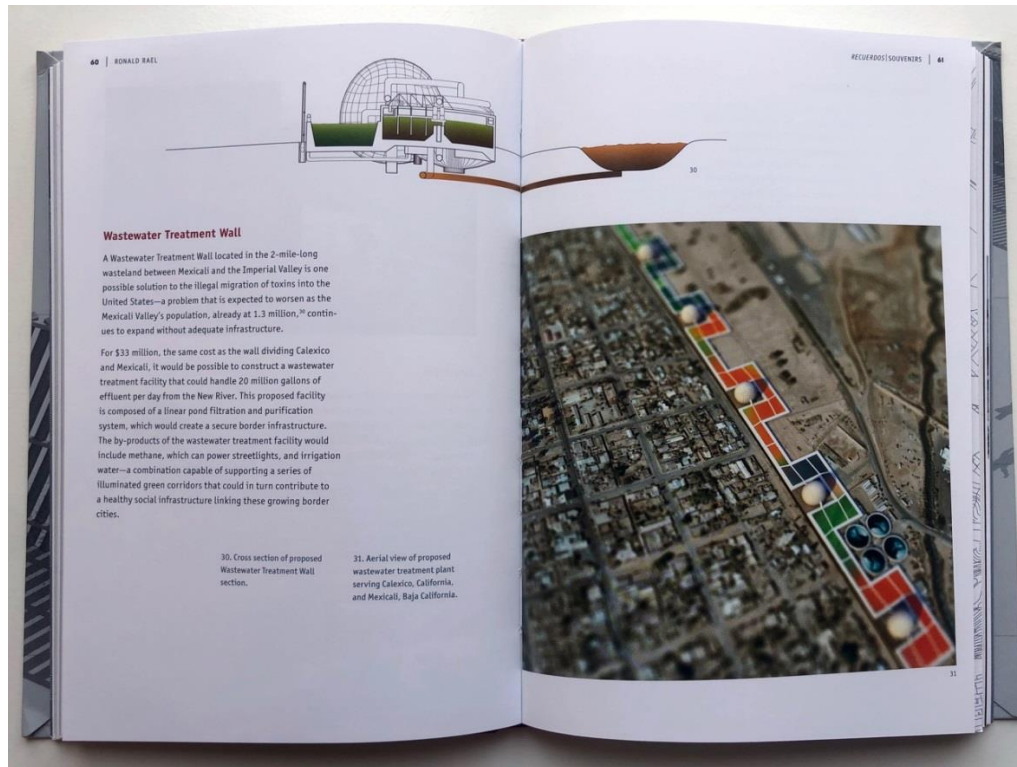 60 | RONALD RAEL
RECUERDOS|SOUVENIRS | 61
30
Wastewater Treatment Wall
A Wastewater Treatment Wall located in the 2-mile-long
wasteland between Mexicali and the Imperial Valley is one
possible solution to the illegal migration of toxins into the
United States—a problem that is expected to worsen as the
Mexicali Valley's population, already at 1.3 million,³⁰ contin-
ues to expand without adequate infrastructure.
For $33 million, the same cost as the wall dividing Calexico
and Mexicali, it would be possible to construct a wastewater
treatment facility that could handle 20 million gallons of
effluent per day from the New River. This proposed facility
is composed of a linear pond filtration and purification
system, which would create a secure border infrastructure.
The by-products of the wastewater treatment facility would
include methane, which can power streetlights, and irrigation
water—a combination capable of supporting a series of
illuminated green corridors that could in turn contribute to
a healthy social infrastructure linking these growing border
cities.
30. Cross section of proposed
Wastewater Treatment Wall
section.
31. Aerial view of proposed
wastewater treatment plant
serving Calexico, California,
and Mexicali, Baja California.
31